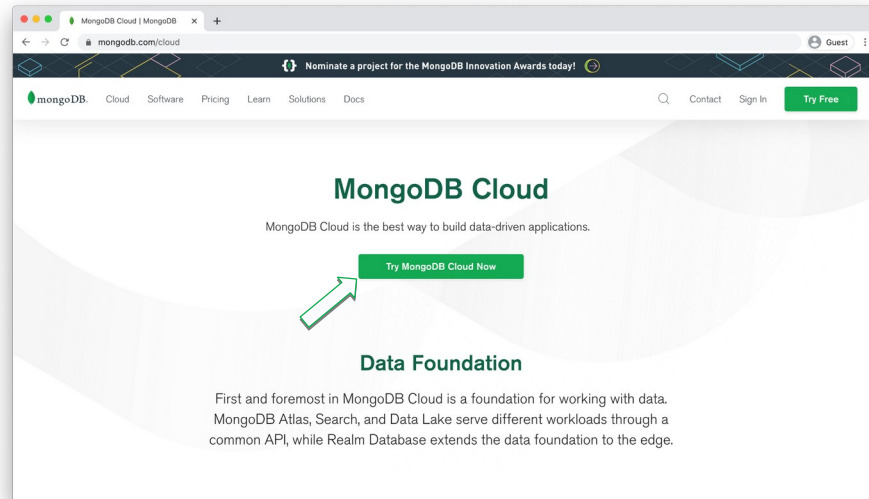 MongoDB Cloud | MongoDB
mongodb.com/cloud
Guest
Nominate a project for the MongoDB Innovation Awards today!
mongoDB. Cloud Software Pricing Learn Solutions Docs Contact Sign In Try Free
MongoDB Cloud
MongoDB Cloud is the best way to build data-driven applications.
Try MongoDB Cloud Now
Data Foundation
First and foremost in MongoDB Cloud is a foundation for working with data.
MongoDB Atlas, Search, and Data Lake serve different workloads through a
common API, while Realm Database extends the data foundation to the edge.